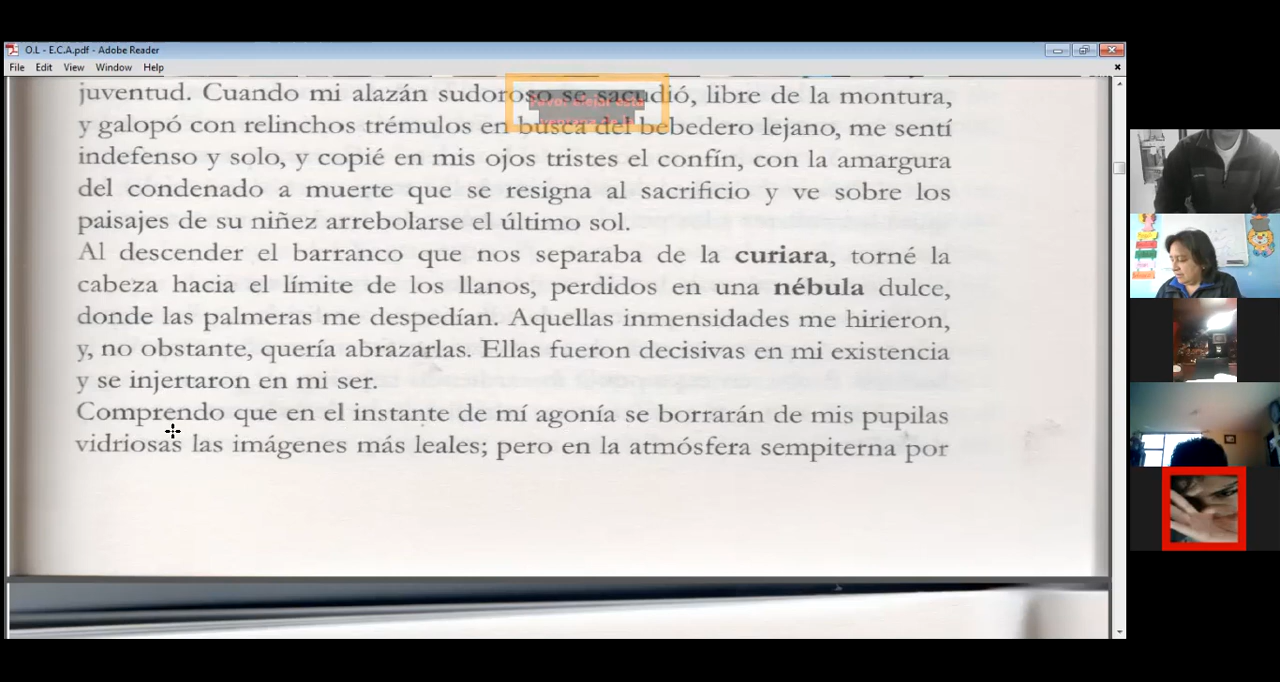 O.L - E.C.A.pdf - Adobe Reader
File Edit View Window Help
juventud. Cuando mi alazán sudoroso se sacudió, libre de la montura,
y galopó con relinchos trémulos en busca del bebedero lejano, me sentí
indefenso y solo, y copié en mis ojos tristes el confín, con la amargura
del condenado a muerte que se resigna al sacrificio y ve sobre los
paisajes de su niñez arrebolarse el último sol.
Al descender el barranco que nos separaba de la curiara, torné la
cabeza hacia el límite de los llanos, perdidos en una nébula dulce,
donde las palmeras me despedían. Aquellas inmensidades me hirieron,
y, no obstante, quería abrazarlas. Ellas fueron decisivas en mi existencia
y se injertaron en mi ser.
Comprendo que en el instante de mí agonía se borrarán de mis pupilas
vidriosas las imágenes más leales; pero en la atmósfera sempiterna por